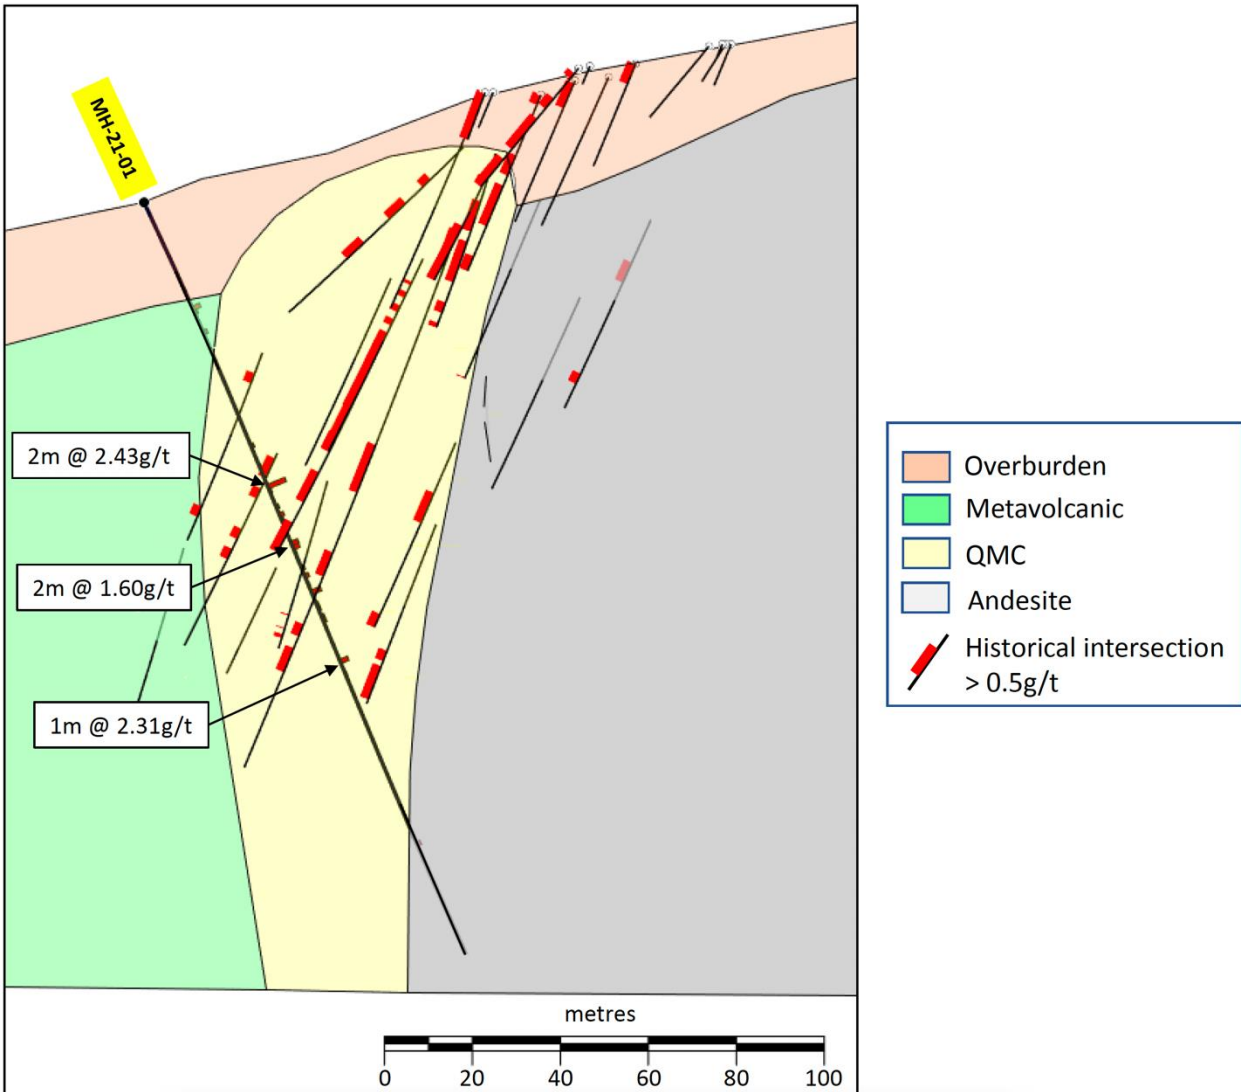 MH-21-01
2m @ 2.43g/t
2m @ 1.60g/t
1m @ 2.31g/t
Overburden
Metavolcanic
QMC
Andesite
Historical intersection
> 0.5g/t
metres
0 20 40 60 80 100